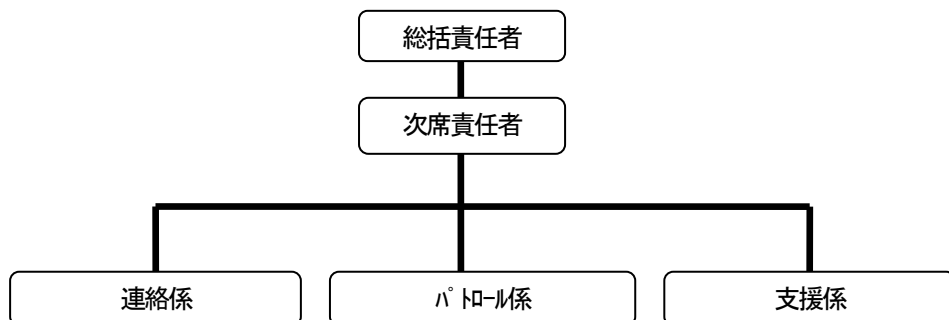 総括責任者
次席責任者
連絡係
ﾊﾟﾄﾛｰﾙ係
支援係